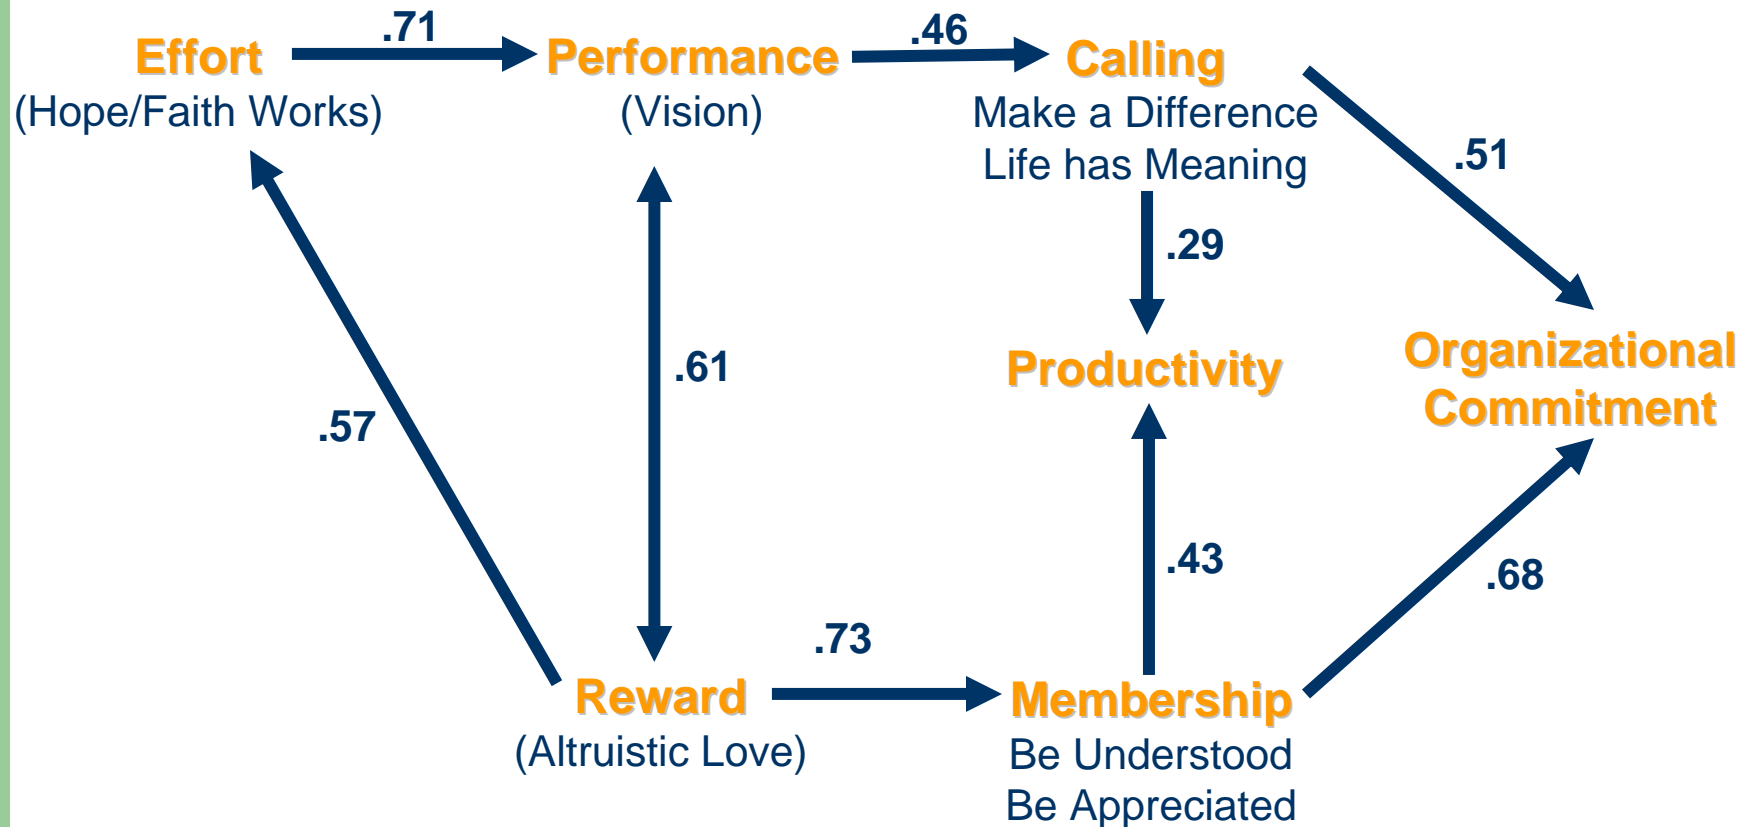 .71
.46
Effort
Performance
Calling
(Hope/Faith Works)
(Vision)
Make a Difference
Life has Meaning
.51
.29
.61
Productivity
Organizational
Commitment
.57
.43
.68
.73
Reward
(Altruistic Love)
Membership
Be Understood
Be Appreciated